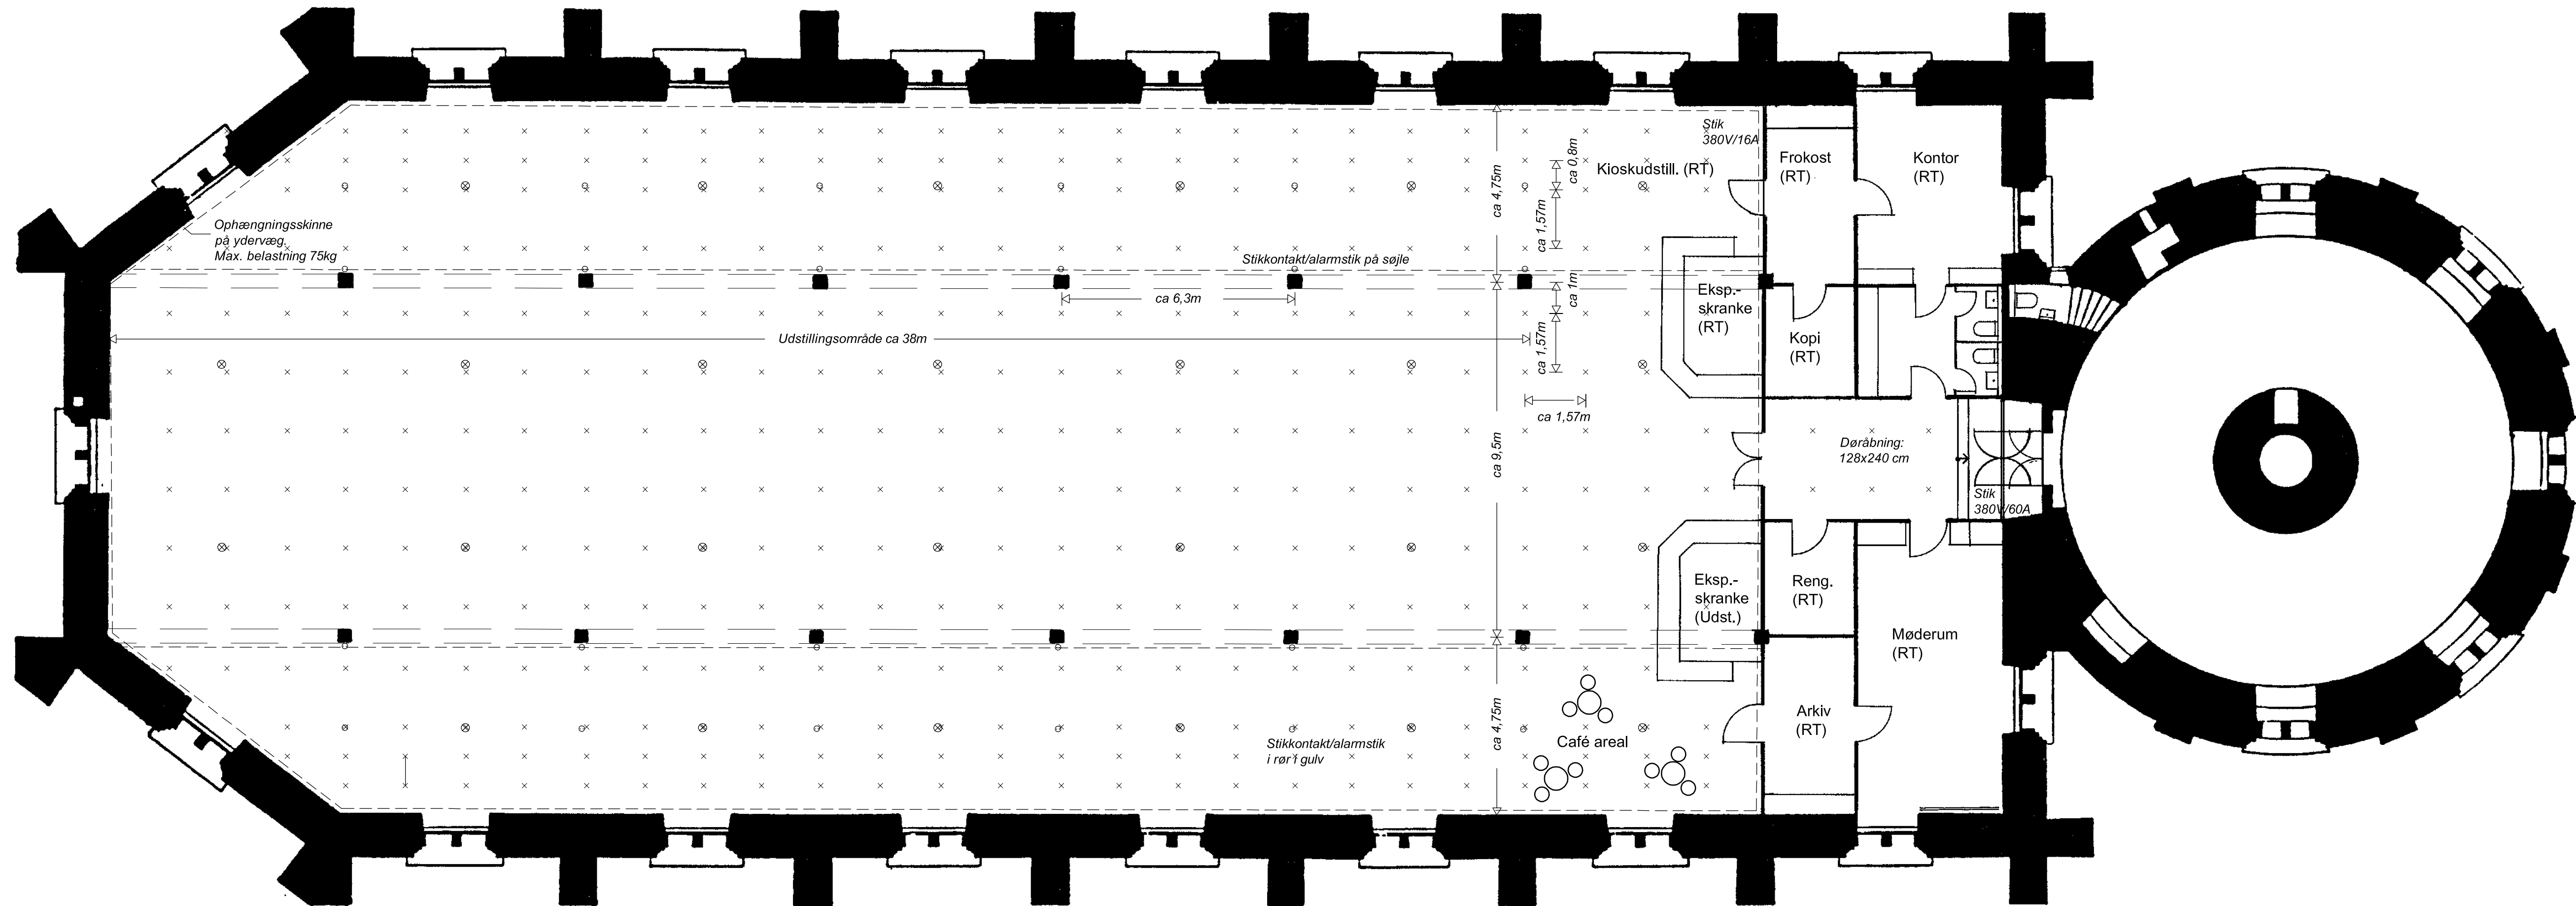 Stik
380V/16A
Frokost
(RT)
Kontor
(RT)
Kioskudstill. (RT)
ca 0,8m
ca 4,75m
ca 1,57m
Ophængningsskinne
på ydervæg.
Max. belastning 75kg
Stikkontakt/alarmstik på søjle
ca 6,3m
ca 1m
Eksp.-
skranke
(RT)
Kopi
(RT)
Udstillingsområde ca 38m
ca 1,57m
ca 1,57m
ca 9,5m
Døråbning:
128x240 cm
Stik
380V/60A
Eksp.-
skranke
(Udst.)
Reng.
(RT)
Møderum
(RT)
Arkiv
(RT)
ca 4,75m
Café areal
Stikkontakt/alarmstik
i rør i gulv